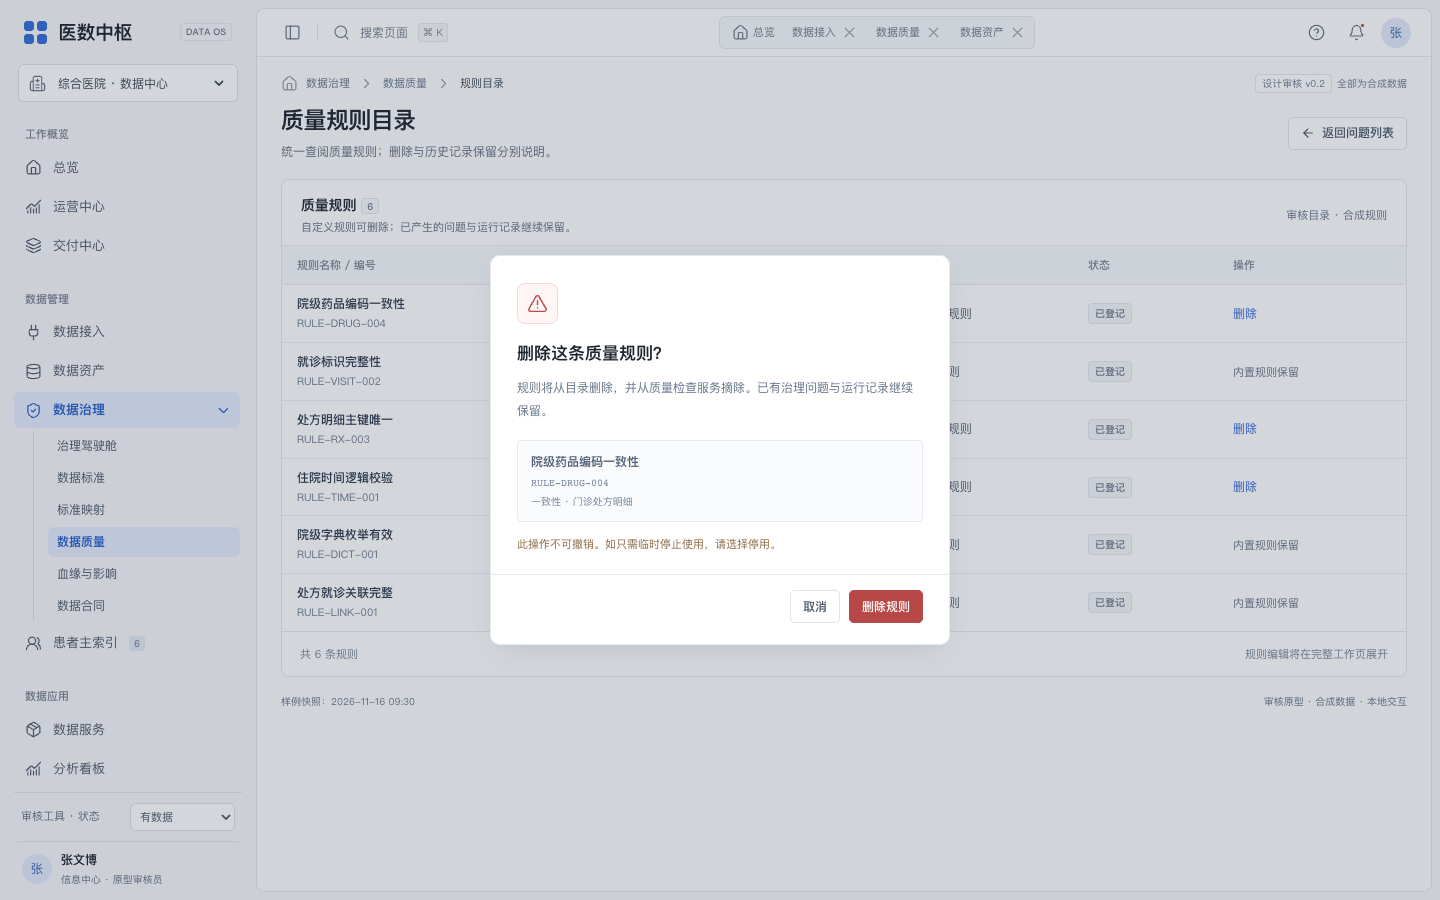 医数中枢
DATA OS
综合医院 · 数据中心
工作概览
总览
运营中心
交付中心
数据管理
数据接入
数据资产
数据治理
治理驾驶舱
数据标准
标准映射
数据质量
血缘与影响
数据合同
患者主索引 6
数据应用
数据服务
分析看板
审核工具 · 状态 有数据
张 张文博
信息中心 · 原型审核员
搜索页面 ⌘ K
总览 数据接入 数据质量 数据资产
张
数据治理 数据质量 规则目录
设计审核 v0.2 全部为合成数据
质量规则目录
统一查阅质量规则；删除与历史记录保留分别说明。
返回问题列表
质量规则 6
自定义规则可删除；已产生的问题与运行记录继续保留。
审核目录 · 合成规则
规则名称 / 编号 状态 操作
院级药品编码一致性
RULE-DRUG-004
规则 已登记 删除
就诊标识完整性
RULE-VISIT-002
则 已登记 内置规则保留
处方明细主键唯一
RULE-RX-003
规则 已登记 删除
住院时间逻辑校验
RULE-TIME-001
规则 已登记 删除
院级字典枚举有效
RULE-DICT-001
则 已登记 内置规则保留
处方就诊关联完整
RULE-LINK-001
则 已登记 内置规则保留
共 6 条规则
规则编辑将在完整工作页展开
样例快照：2026-11-16 09:30
审核原型 · 合成数据 · 本地交互
删除这条质量规则？
规则将从目录删除，并从质量检查服务摘除。已有治理问题与运行记录继续
保留。
院级药品编码一致性
RULE-DRUG-004
一致性 · 门诊处方明细
此操作不可撤销。如只需临时停止使用，请选择停用。
取消 删除规则